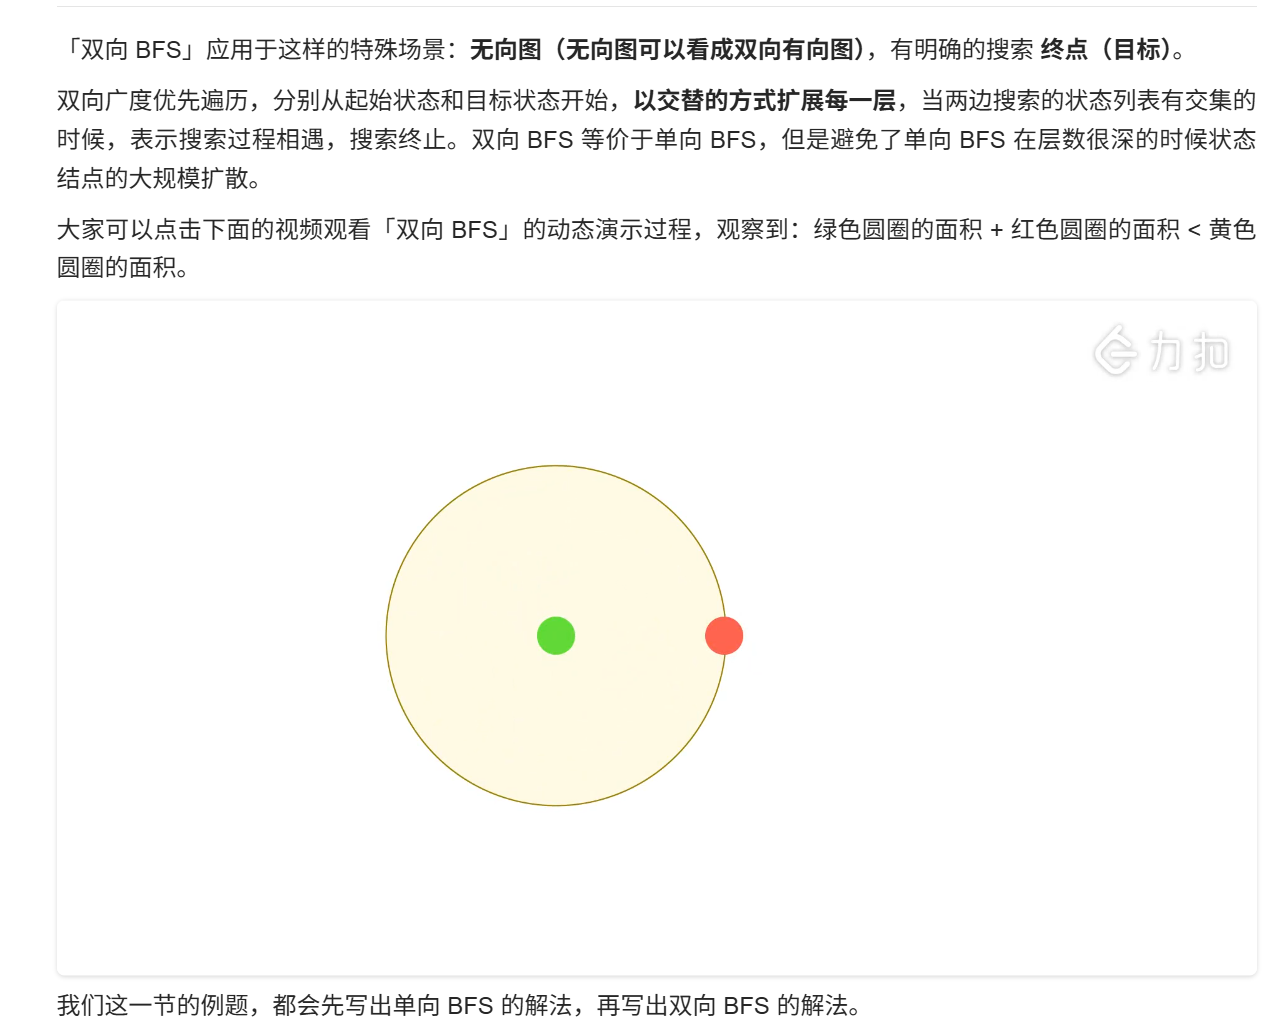 「双向 BFS」应用于这样的特殊场景：无向图（无向图可以看成双向有向图），有明确的搜索 终点（目标）。
双向广度优先遍历，分别从起始状态和目标状态开始，以交替的方式扩展每一层，当两边搜索的状态列表有交集的
时候，表示搜索过程相遇，搜索终止。双向 BFS 等价于单向 BFS，但是避免了单向 BFS 在层数很深的时候状态
结点的大规模扩散。
大家可以点击下面的视频观看「双向 BFS」的动态演示过程，观察到：绿色圆圈的面积 + 红色圆圈的面积 < 黄色
圆圈的面积。
力扣
我们这一节的例题，都会先写出单向 BFS 的解法，再写出双向 BFS 的解法。